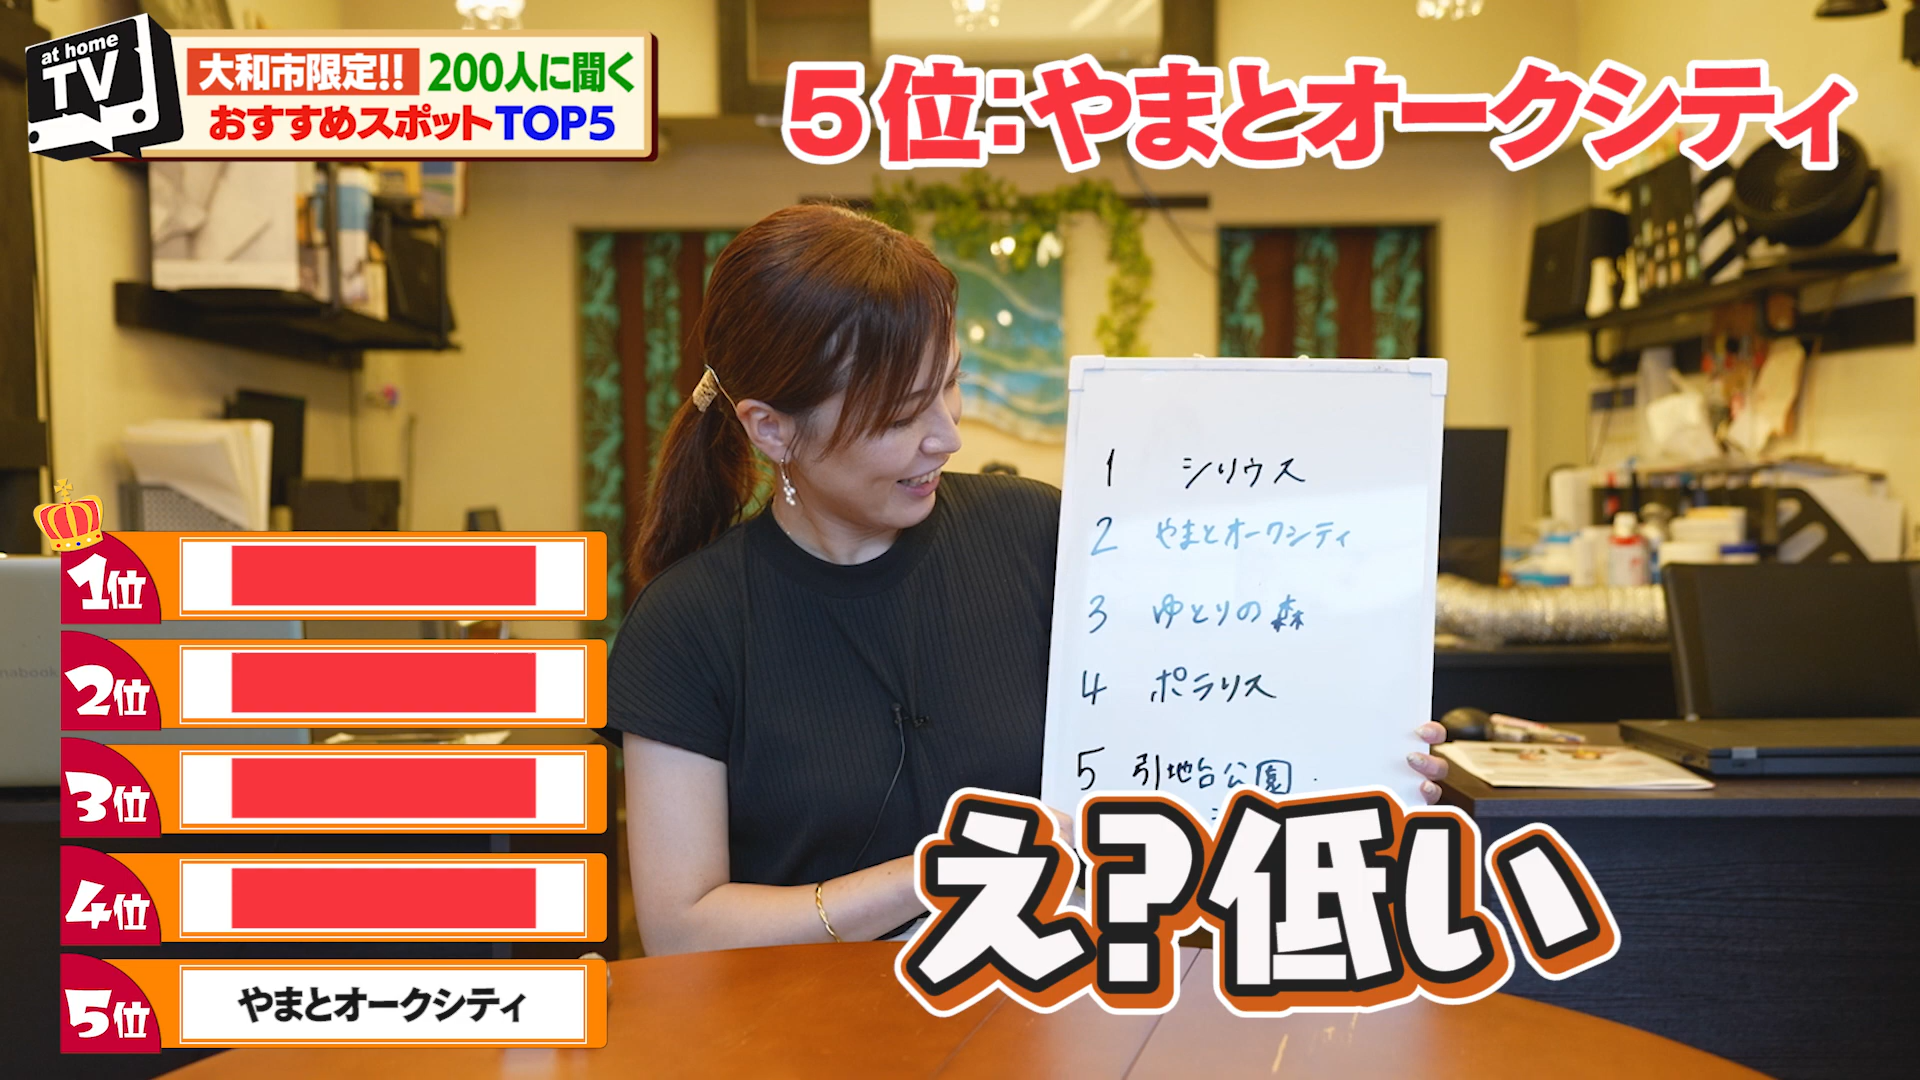 at home
TV
大和市限定!! 200人に聞く
おすすめスポットTOP5
5位:やまとオークシティ
1 シリウス
2 やまとオークシティ
3 ゆとりの森
4 ポラリス
5 引地台公園
え?低い
1位
2位
3位
4位
5位 やまとオークシティ